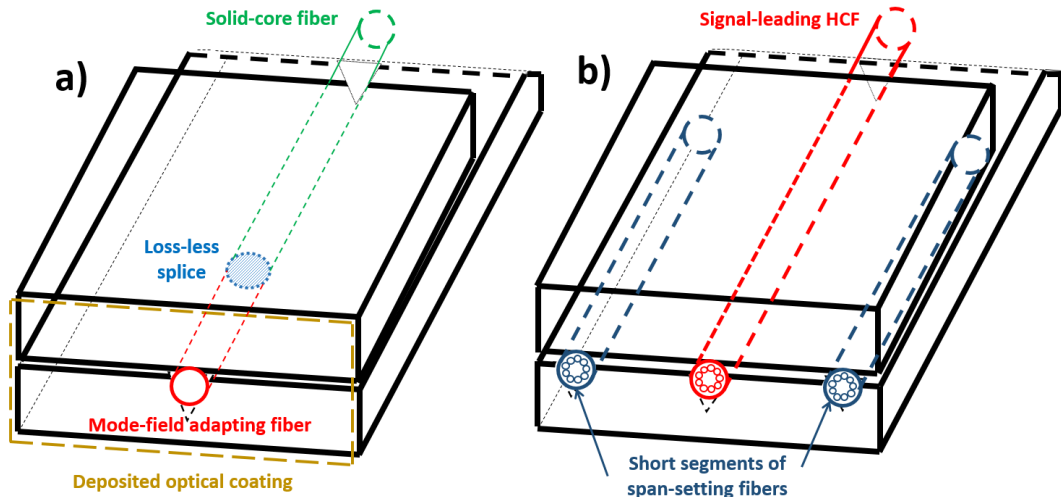 a)
Solid-core fiber
Loss-less
splice
Mode-field adapting fiber
Deposited optical coating
b)
Signal-leading HCF
Short segments of
span-setting fibers